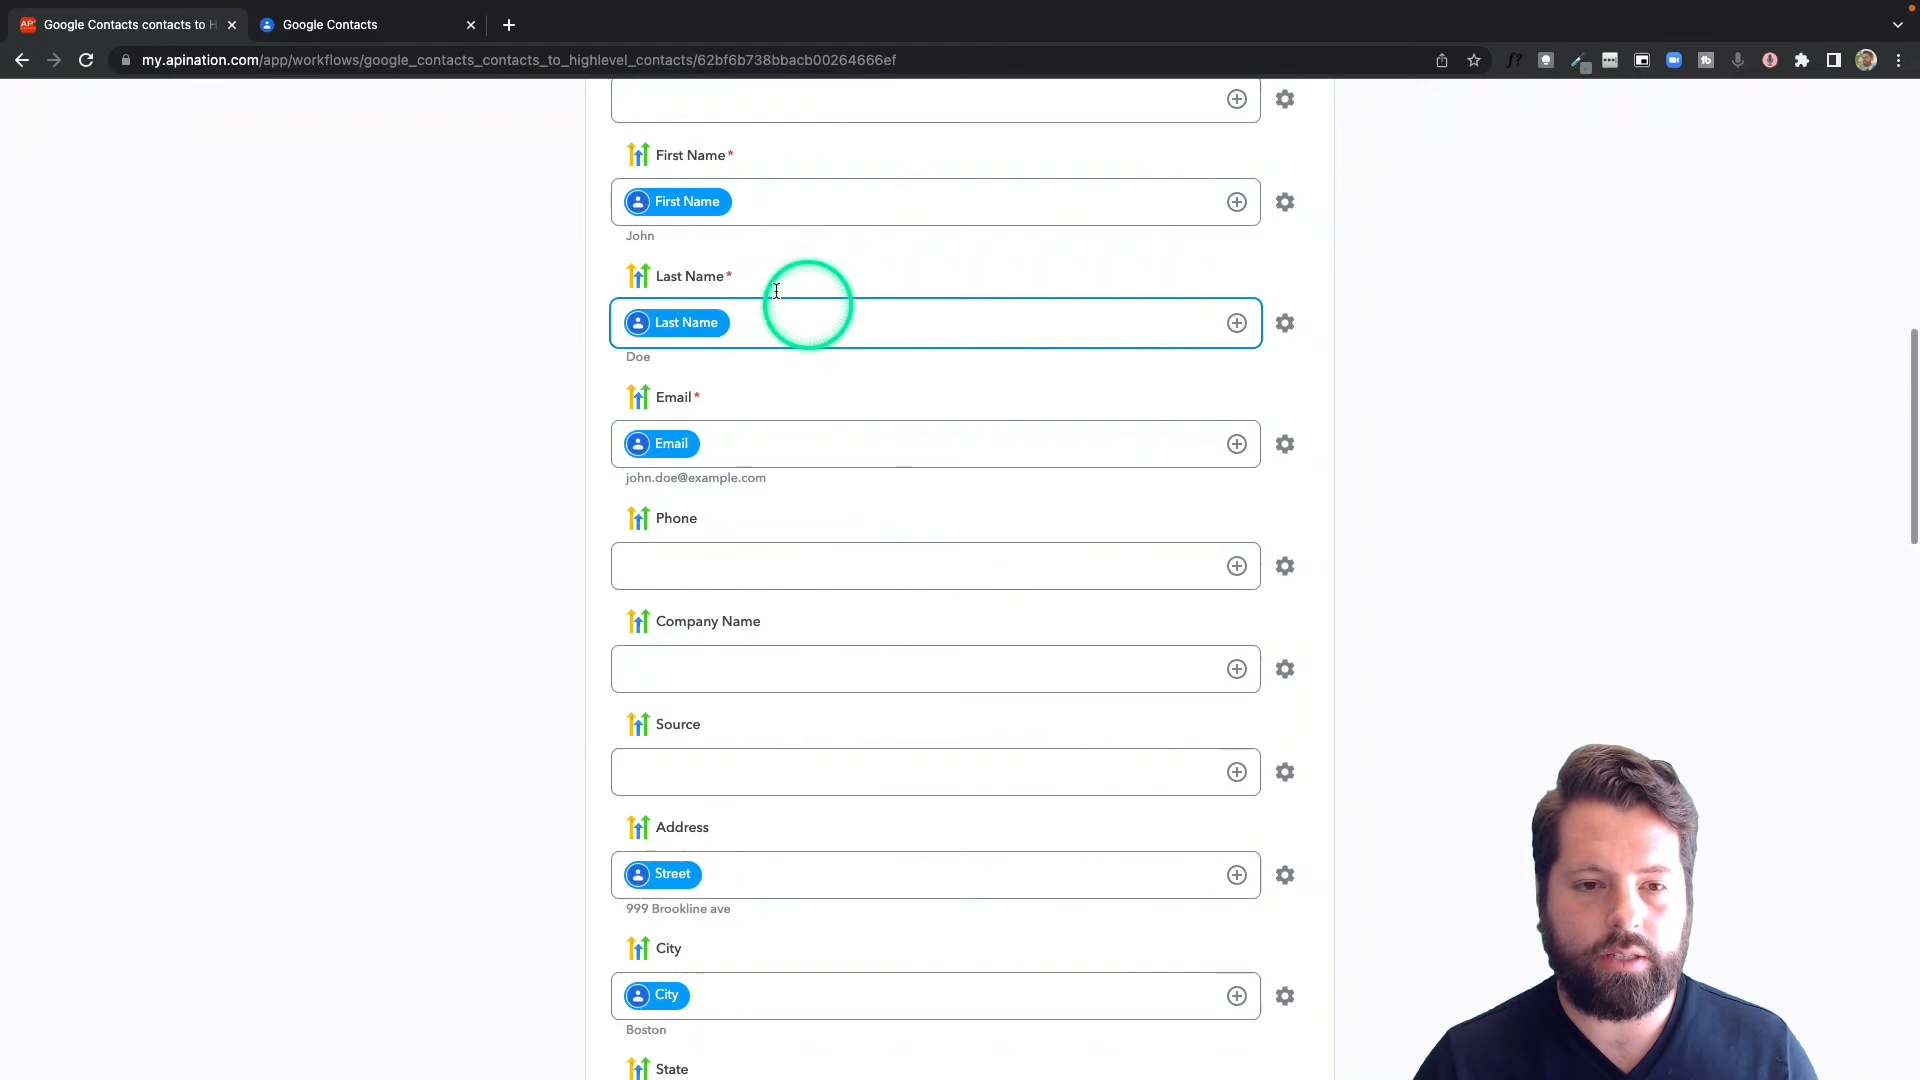 Google Contacts contacts to H
Google Contacts
my.apination.com/app/workflows/google_contacts_contacts_to_highlevel_contacts/62bf6b738bbacb00264666ef
First Name*
First Name
John
Last Name*
Last Name
Doe
Email*
Email
john.doe@example.com
Phone
Company Name
Source
Address
Street
999 Brookline ave
City
City
Boston
State